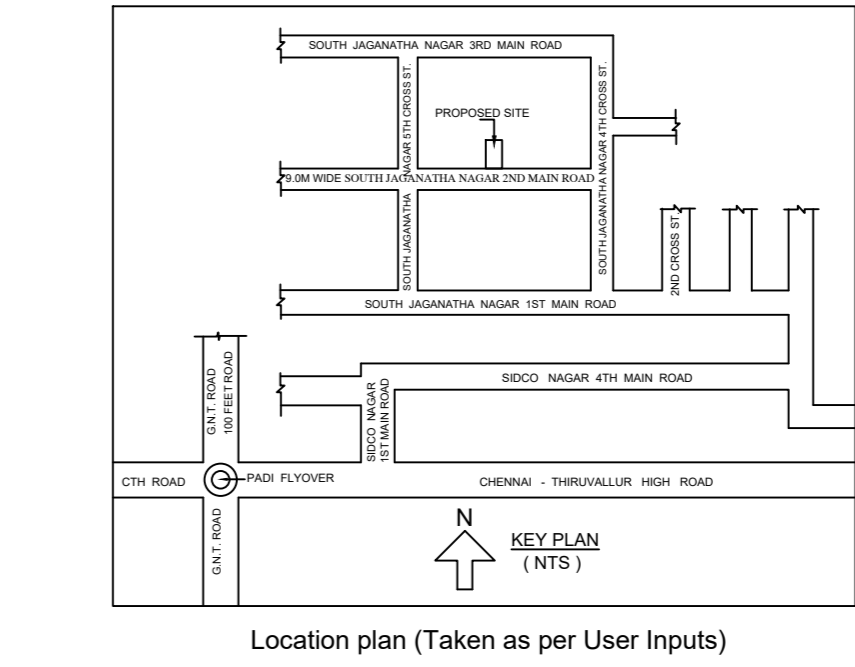 SOUTH JAGANATHA NAGAR 3RD MAIN ROAD
SOUTH JAGANATHA NAGAR 5TH CROSS ST.
PROPOSED SITE
SOUTH JAGANATHA NAGAR 4TH CROSS ST.
9.0M WIDE SOUTH JAGANATHA NAGAR 2ND MAIN ROAD
2ND CROSS ST.
SOUTH JAGANATHA NAGAR 1ST MAIN ROAD
G.N.T. ROAD
100 FEET ROAD
SIDCO NAGAR
1ST MAIN ROAD
SIDCO NAGAR 4TH MAIN ROAD
CTH ROAD
PADI FLYOVER
CHENNAI - THIRUVALLUR HIGH ROAD
G.N.T. ROAD
N
KEY PLAN
( NTS )
Location plan (Taken as per User Inputs)